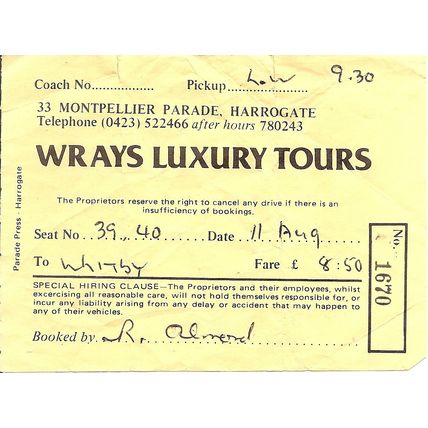 Coach No.................. Pickup...L.W............ 9.30
33 MONTPELLIER PARADE, HARROGATE
Telephone (0423) 522466 after hours 780243
WRAYS LUXURY TOURS
The Proprietors reserve the right to cancel any drive if there is an
insufficiency of bookings.
Seat No...39...40......... Date ..11 Aug.........
To Whitby Fare £ 8:50
SPECIAL HIRING CLAUSE—The Proprietors and their employees, whilst
excercising all reasonable care, will not hold themselves responsible for, or
incur any liability arising from any delay or accident that may happen to
any of their vehicles.
Booked by...R. Almond...................
No. 1670
Parade Press - Harrogate